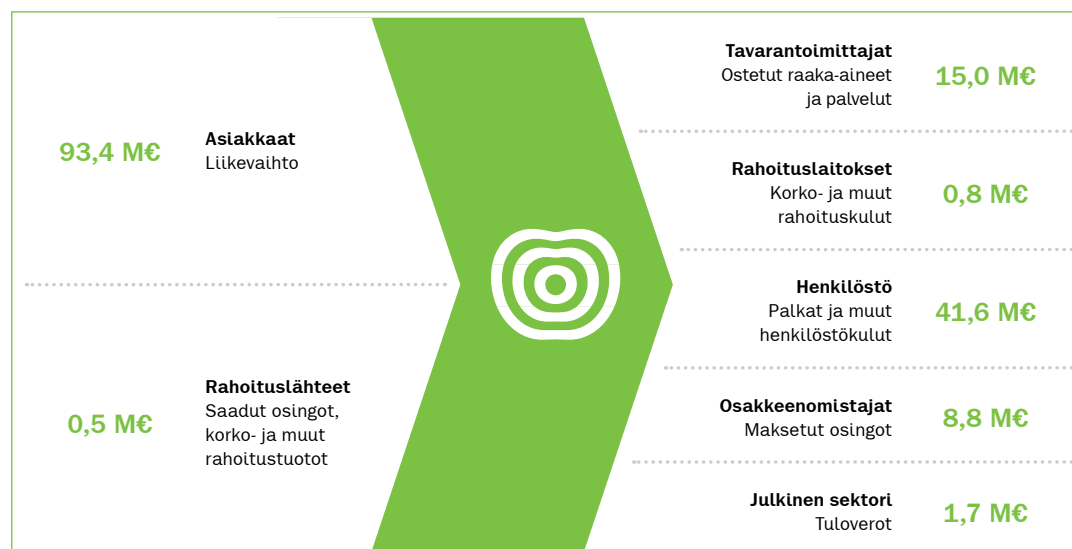 93,4 M€
Asiakkaat
Liikevaihto
0,5 M€
Rahoituslähteet
Saadut osingot,
korko- ja muut
rahoitustuotot
Tavarantoimittajat
Ostetut raaka-aineet
ja palvelut
15,0 M€
Rahoituslaitokset
Korko- ja muut
rahoituskulut
0,8 M€
Henkilöstö
Palkat ja muut
henkilöstökulut
41,6 M€
Osakkeenomistajat
Maksetut osingot
8,8 M€
Julkinen sektori
Tuloverot
1,7 M€